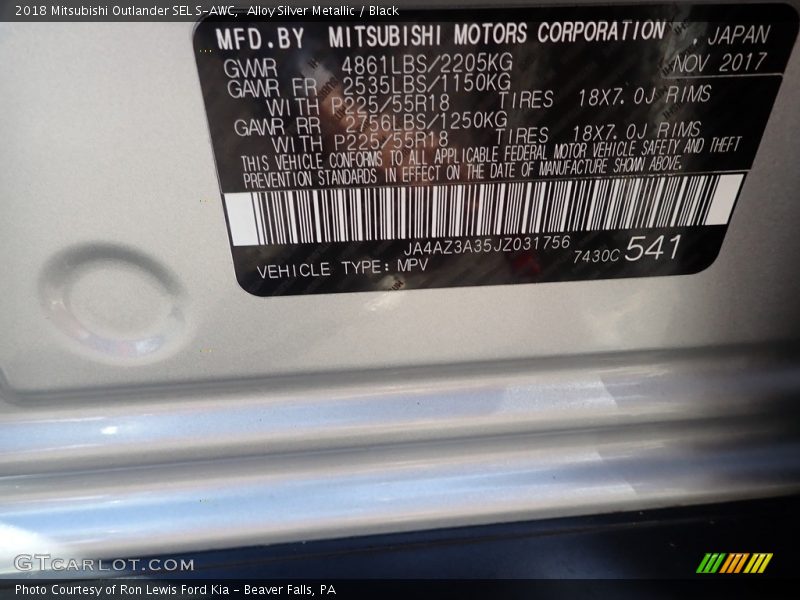 2018 Mitsubishi Outlander SEL S-AWC,  Alloy Silver Metallic / Black
MFD.BY MITSUBISHI MOTORS CORPORATION , JAPAN
GVWR 4861LBS/2205KG NOV 2017
GAWR FR 2535LBS/1150KG
WITH P225/55R18 TIRES 18X7.0J RIMS
GAWR RR 2756LBS/1250KG
WITH P225/55R18 TIRES 18X7.0J RIMS
THIS VEHICLE CONFORMS TO ALL APPLICABLE FEDERAL MOTOR VEHICLE SAFETY AND THEFT
PREVENTION STANDARDS IN EFFECT ON THE DATE OF MANUFACTURE SHOWN ABOVE.
JA4AZ3A35JZ031756
VEHICLE TYPE: MPV 7430C 541
GTcarlot.com
Photo Courtesy of Ron Lewis Ford Kia - Beaver Falls, PA